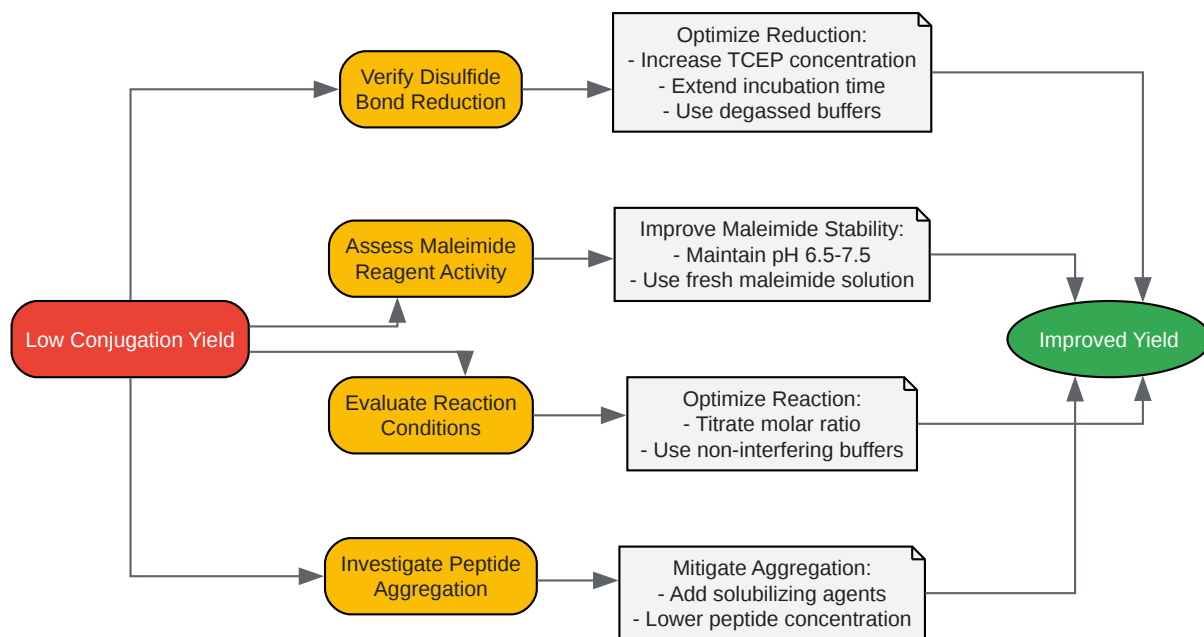 Low Conjugation Yield
Verify Disulfide
Bond Reduction
Optimize Reduction:
- Increase TCEP concentration
- Extend incubation time
- Use degassed buffers
Assess Maleimide
Reagent Activity
Improve Maleimide Stability:
- Maintain pH 6.5-7.5
- Use fresh maleimide solution
Evaluate Reaction
Conditions
Optimize Reaction:
- Titrate molar ratio
- Use non-interfering buffers
Investigate Peptide
Aggregation
Mitigate Aggregation:
- Add solubilizing agents
- Lower peptide concentration
Improved Yield